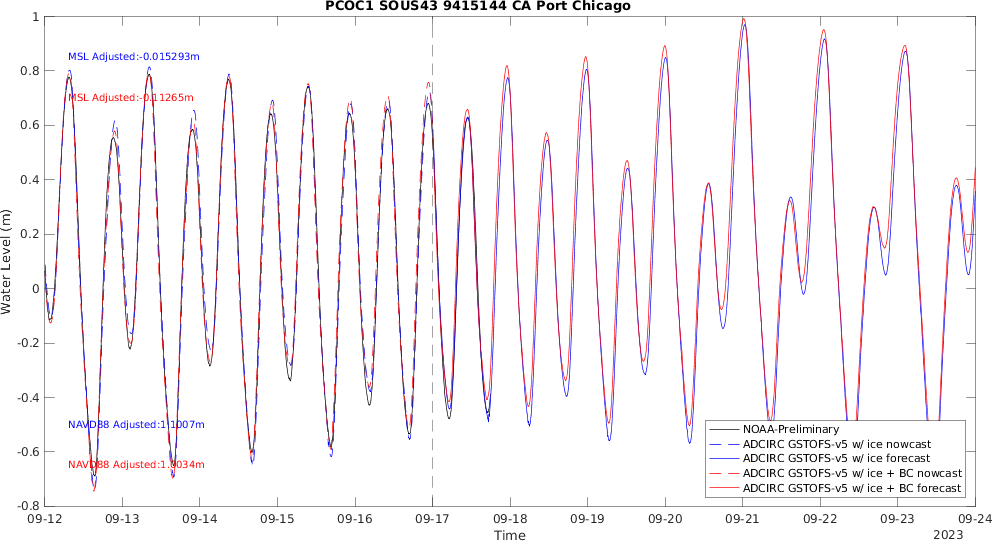 PCOC1 SOUS43 9415144 CA Port Chicago
Water Level (m)
1
0.8
0.6
0.4
0.2
0
-0.2
-0.4
-0.6
-0.8
MSL Adjusted:-0.015293m
MSL Adjusted:-0.11265m
NAVD88 Adjusted:1.1007m
NAVD88 Adjusted:1.0034m
NOAA-Preliminary
ADCIRC GSTOFS-v5 w/ ice nowcast
ADCIRC GSTOFS-v5 w/ ice forecast
ADCIRC GSTOFS-v5 w/ ice + BC nowcast
ADCIRC GSTOFS-v5 w/ ice + BC forecast
09-12 09-13 09-14 09-15 09-16 09-17 09-18 09-19 09-20 09-21 09-22 09-23 09-24
Time
2023